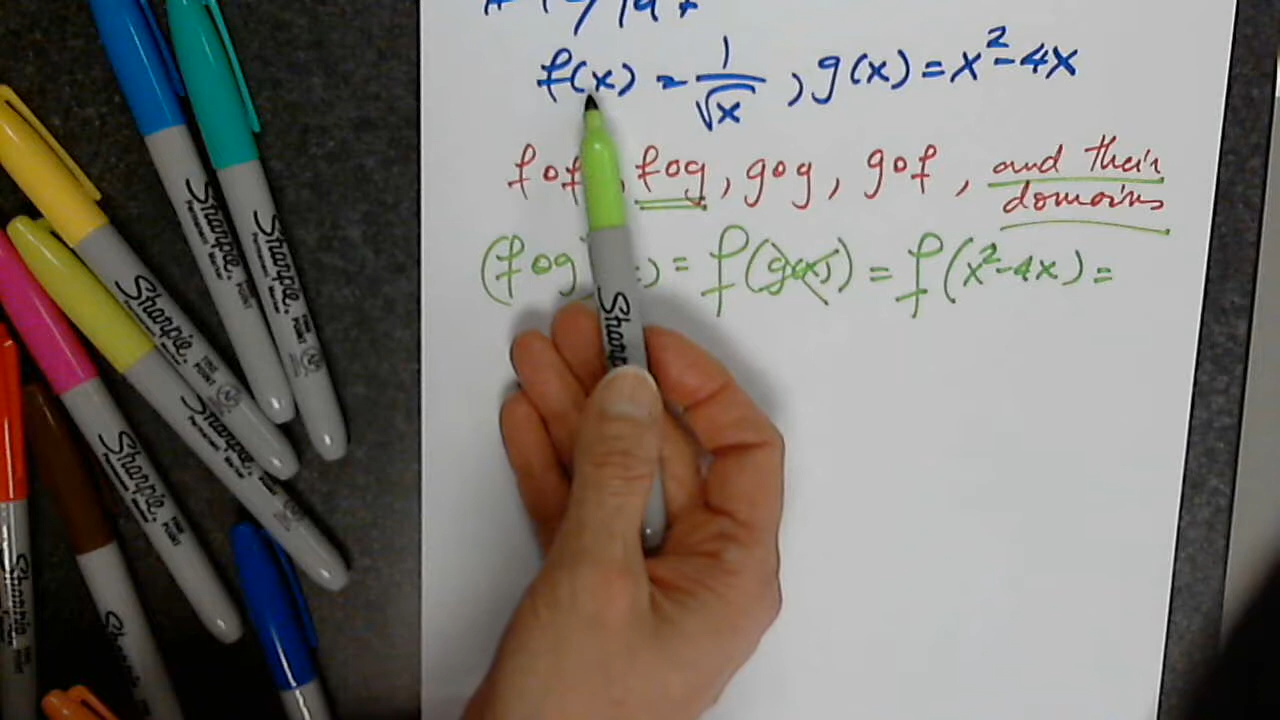 f(x) = 1/√x , g(x) = x² - 4x
fof, fog, gog, gof, and their
domains
(fog) ) = f(g(x)) = f(x² - 4x) =
Sharpie
Sharpie
Sharpie
Sharpie
Sharpie
Sharpie
Sharp